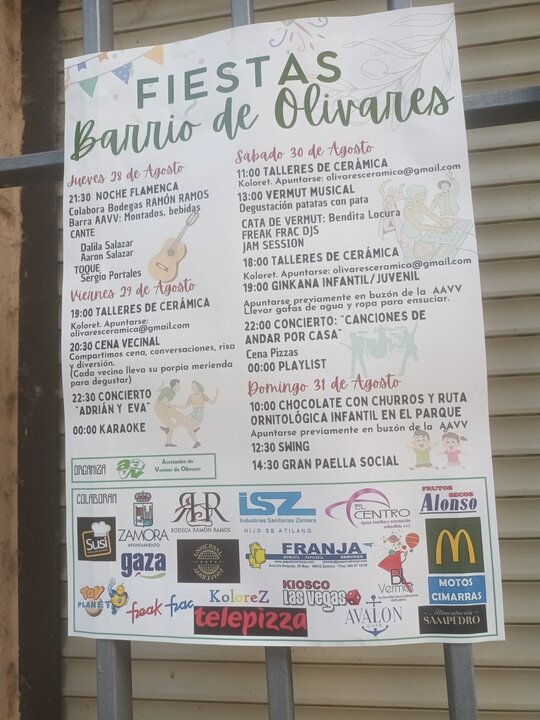 FIESTAS
Barrio de Olivares
Jueves 28 de Agosto
21:30 NOCHE FLAMENCA
Colabora Bodegas RAMÓN RAMOS
Barra AAVV: Montados, bebidas
CANTE
Dalila Salazar
Aaron Salazar
TOQUE
Sergio Portales
Viernes 29 de Agosto
19:00 TALLERES DE CERÁMICA
Koloret. Apuntarse:
olivaresceramica@gmail.com
20:30 CENA VECINAL
Compartimos cena, conversaciones, risa
y diversión.
(Cada vecino lleva su porpia merienda
para degustar)
22:30 CONCIERTO
"ADRIÁN Y EVA"
00:00 KARAOKE
Sábado 30 de Agosto
11:00 TALLERES DE CERÁMICA
Koloret. Apuntarse: olivaresceramica@gmail.com
13:00 VERMUT MUSICAL
Degustación patatas con pata
CATA DE VERMUT: Bendita Locura
FREAK FRAC DJS
JAM SESSION
18:00 TALLERES DE CERÁMICA
Koloret. Apuntarse: olivaresceramica@gmail.com
19:00 GINKANA INFANTIL/JUVENIL
Apuntarse previamente en buzón de la AAVV
Llevar gafas de agua y ropa para ensuciar.
22:00 CONCIERTO: "CANCIONES DE
ANDAR POR CASA"
Cena Pizzas
00:00 PLAYLIST
Domingo 31 de Agosto
10:00 CHOCOLATE CON CHURROS Y RUTA
ORNITOLÓGICA INFANTIL EN EL PARQUE
Apuntarse previamente en buzón de la AAVV
12:30 SWING
14:30 GRAN PAELLA SOCIAL
ORGANIZA
Asociación de
Vecinos de Olivares
COLABORAN
Susi
ZAMORA
AYUNTAMIENTO
BODEGA RAMÓN RAMOS
iSZ
Industrias Sanitarias Zamora
HIJO DE ATILANO
EL CENTRO
FRUTOS
SECOS
Alonso
gaza
UNIVERSAL
FRANJA
IMPRENTA - PAPELERÍA
SERVICES
TOY
PLANET
freak frac
KoloreZ
telepizza
KIOSCO
Las Vegas
AVALON
CAFÉ
MOTOS
CIMARRAS
Alimentación
SAMPEDRO